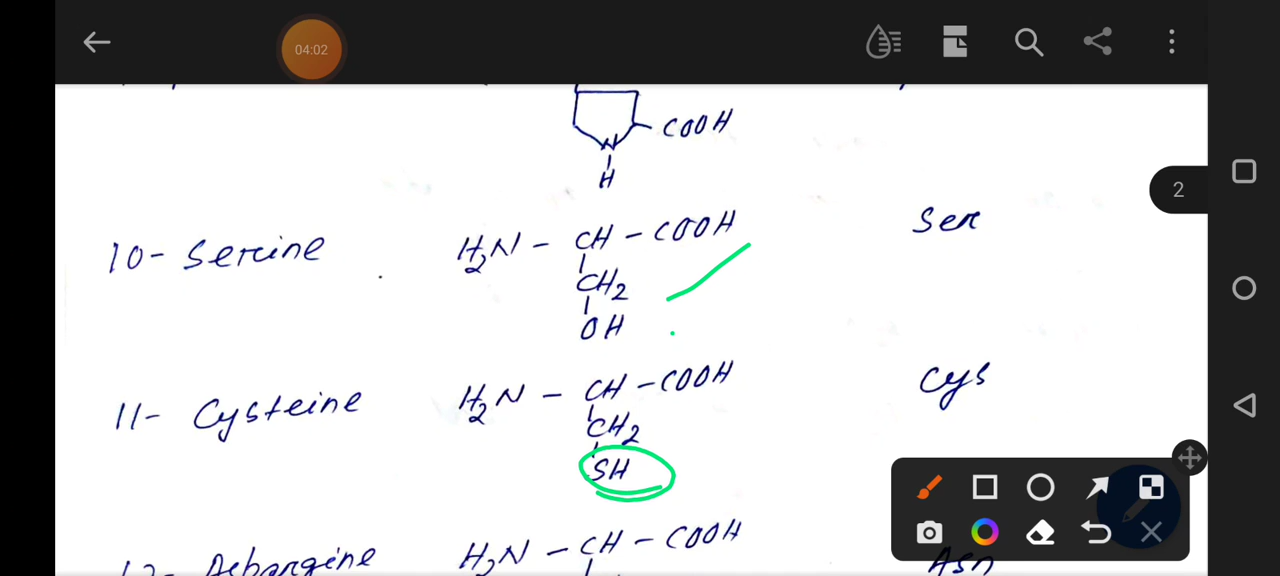 04:02
2
COOH
N
H
10- Serine H2N - CH - COOH Ser
CH2
OH
11- Cysteine H2N - CH - COOH Cys
CH2
SH
H2N - CH - COOH Asn